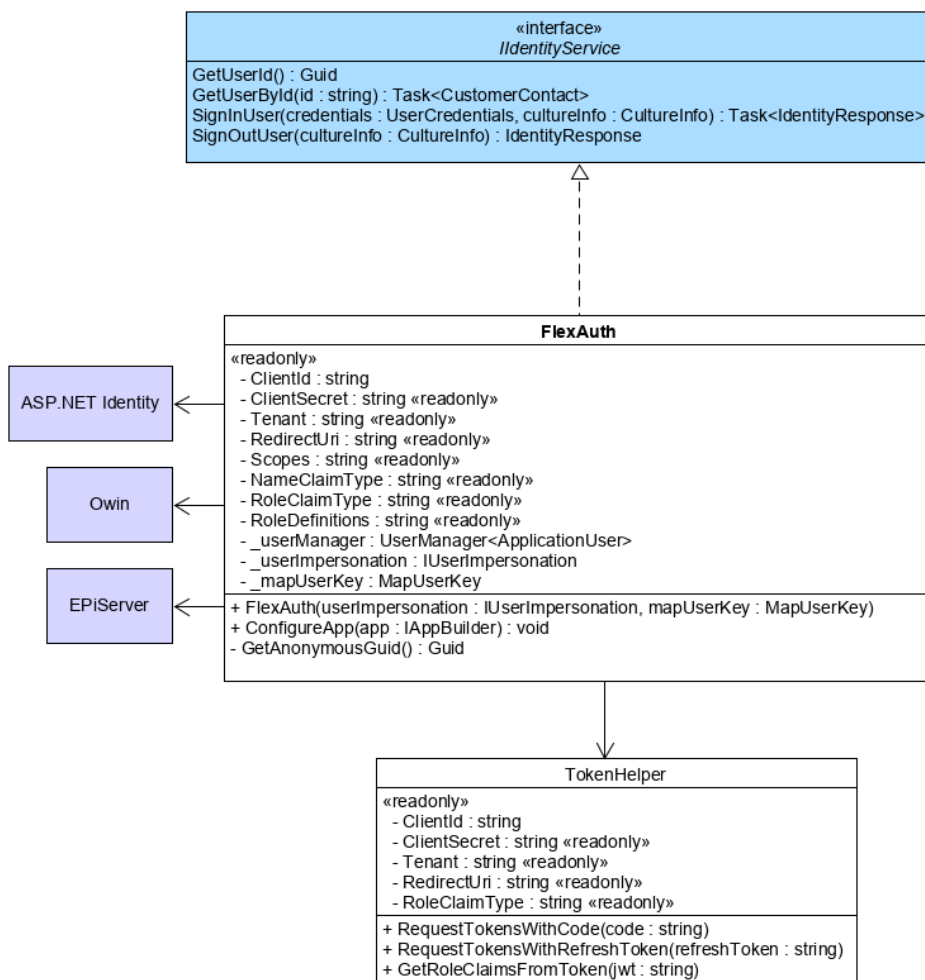 «interface»
IIdentityService
GetUserId() : Guid
GetUserById(id : string) : Task<CustomerContact>
SignInUser(credentials : UserCredentials, cultureInfo : CultureInfo) : Task<IdentityResponse>
SignOutUser(cultureInfo : CultureInfo) : IdentityResponse
FlexAuth
«readonly»
- ClientId : string
- ClientSecret : string «readonly»
- Tenant : string «readonly»
- RedirectUri : string «readonly»
- Scopes : string «readonly»
- NameClaimType : string «readonly»
- RoleClaimType : string «readonly»
- RoleDefinitions : string «readonly»
- _userManager : UserManager<ApplicationUser>
- _userImpersonation : IUserImpersonation
- _mapUserKey : MapUserKey
+ FlexAuth(userImpersonation : IUserImpersonation, mapUserKey : MapUserKey)
+ ConfigureApp(app : IAppBuilder) : void
- GetAnonymousGuid() : Guid
ASP.NET Identity
Owin
EPiServer
TokenHelper
«readonly»
- ClientId : string
- ClientSecret : string «readonly»
- Tenant : string «readonly»
- RedirectUri : string «readonly»
- RoleClaimType : string «readonly»
+ RequestTokensWithCode(code : string)
+ RequestTokensWithRefreshToken(refreshToken : string)
+ GetRoleClaimsFromToken(jwt : string)